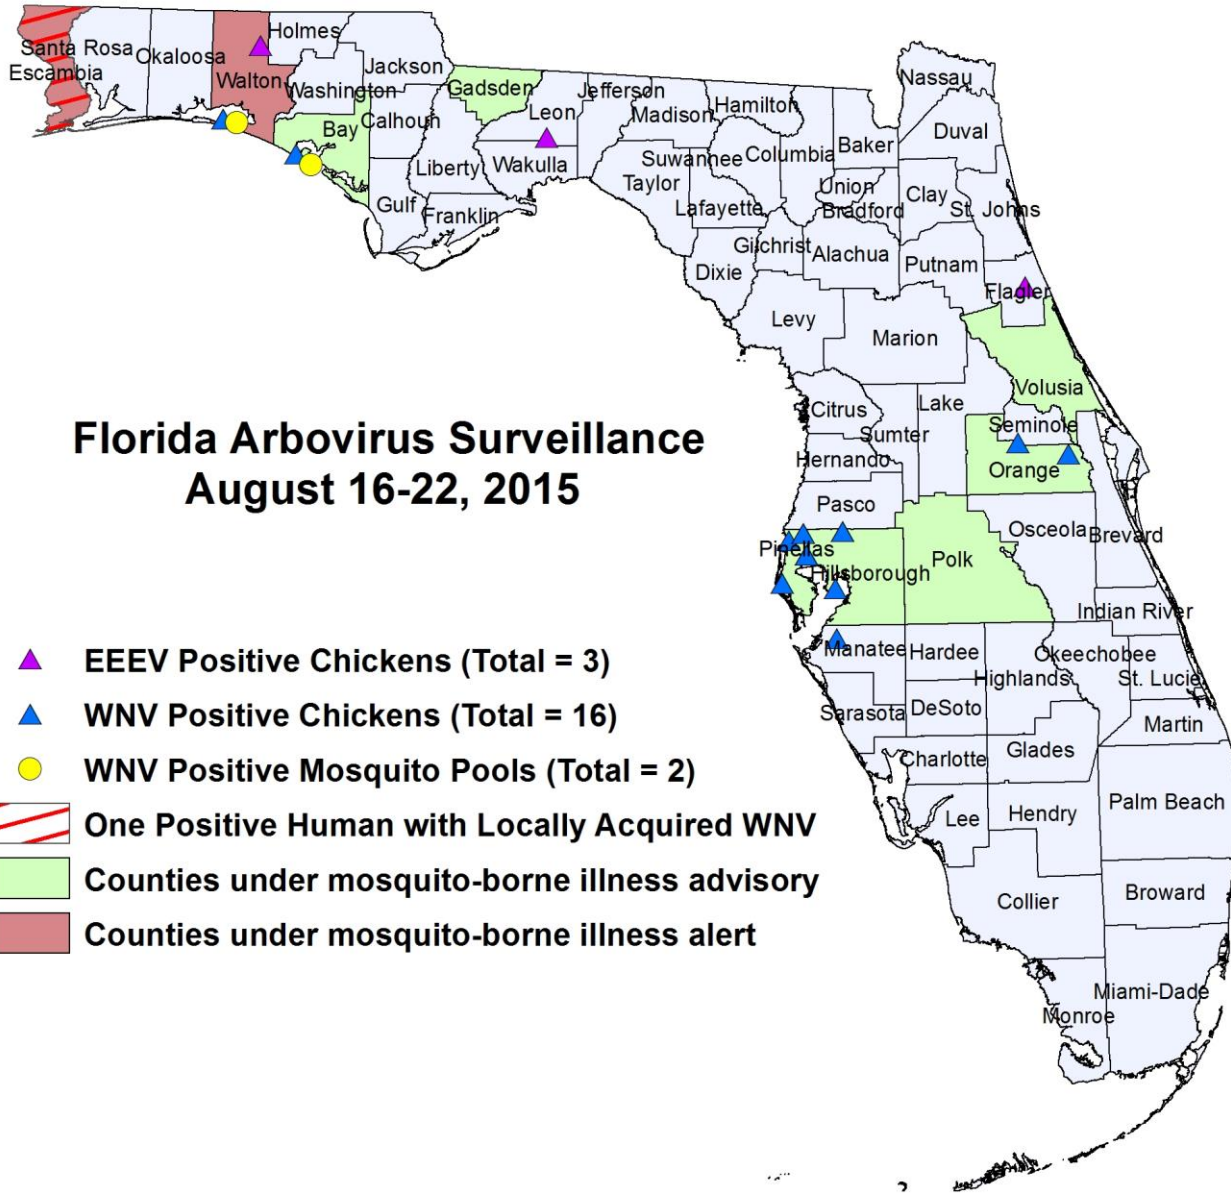 Holmes
Santa Rosa
Okaloosa
Escambia
Walton
Washington
Jackson
Gadsden
Bay
Calhoun
Leon
Jefferson
Madison
Hamilton
Liberty
Wakulla
Gulf
Franklin
Suwannee
Columbia
Baker
Nassau
Duval
Taylor
Lafayette
Union
Bradford
Clay
St. Johns
Gilchrist
Alachua
Putnam
Dixie
Flagler
Levy
Marion
Volusia
Citrus
Lake
Sumter
Seminole
Hernando
Orange
Florida Arbovirus Surveillance
August 16-22, 2015
Pasco
Osceola
Brevard
Pinellas
Hillsborough
Polk
Indian River
Manatee
Hardee
Okeechobee
Highlands
St. Lucie
Sarasota
DeSoto
Martin
Charlotte
Glades
Lee
Hendry
Palm Beach
Collier
Broward
Miami-Dade
Monroe
EEEV Positive Chickens (Total = 3)
WNV Positive Chickens (Total = 16)
WNV Positive Mosquito Pools (Total = 2)
One Positive Human with Locally Acquired WNV
Counties under mosquito-borne illness advisory
Counties under mosquito-borne illness alert